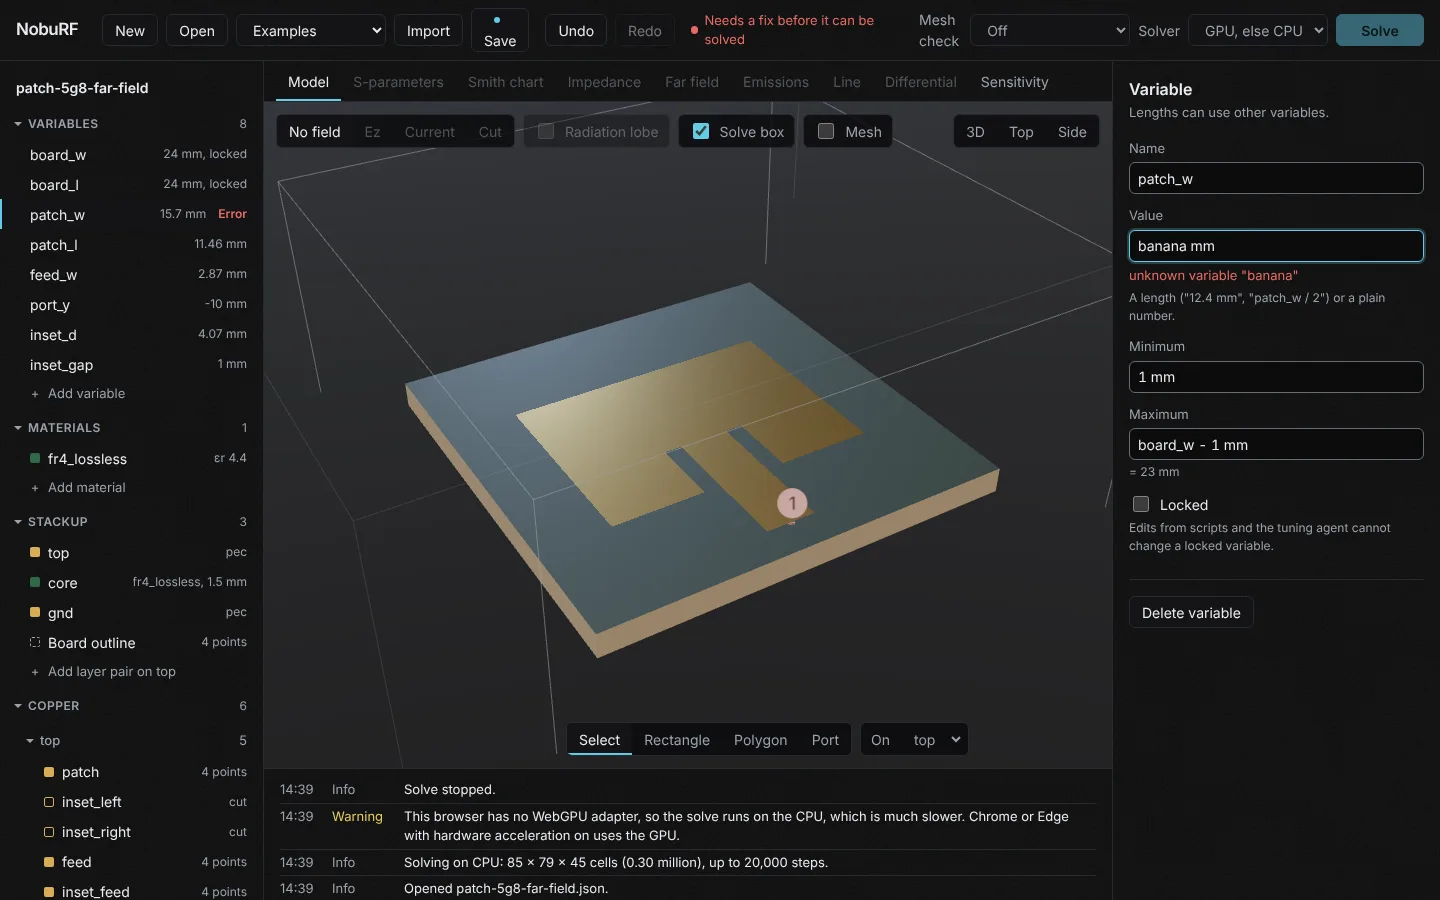 NobuRF
New
Open
Examples
Import
Save
Undo
Redo
Needs a fix before it can be
solved
Mesh
check
Off
Solver
GPU, else CPU
Solve
patch-5g8-far-field
VARIABLES 8
board_w 24 mm, locked
board_l 24 mm, locked
patch_w 15.7 mm Error
patch_l 11.46 mm
feed_w 2.87 mm
port_y -10 mm
inset_d 4.07 mm
inset_gap 1 mm
+ Add variable
MATERIALS 1
fr4_lossless εr 4.4
+ Add material
STACKUP 3
top pec
core fr4_lossless, 1.5 mm
gnd pec
Board outline 4 points
+ Add layer pair on top
COPPER 6
top 5
patch 4 points
inset_left cut
inset_right cut
feed 4 points
inset_feed 4 points
Model S-parameters Smith chart Impedance Far field Emissions Line Differential Sensitivity
No field Ez Current Cut Radiation lobe Solve box Mesh 3D Top Side
1
Select Rectangle Polygon Port On top
14:39 Info Solve stopped.
14:39 Warning This browser has no WebGPU adapter, so the solve runs on the CPU, which is much slower. Chrome or Edge
with hardware acceleration on uses the GPU.
14:39 Info Solving on CPU: 85 × 79 × 45 cells (0.30 million), up to 20,000 steps.
14:39 Info Opened patch-5g8-far-field.json.
Variable
Lengths can use other variables.
Name
patch_w
Value
banana mm
unknown variable "banana"
A length ("12.4 mm", "patch_w / 2") or a plain
number.
Minimum
1 mm
Maximum
board_w - 1 mm
= 23 mm
Locked
Edits from scripts and the tuning agent cannot
change a locked variable.
Delete variable